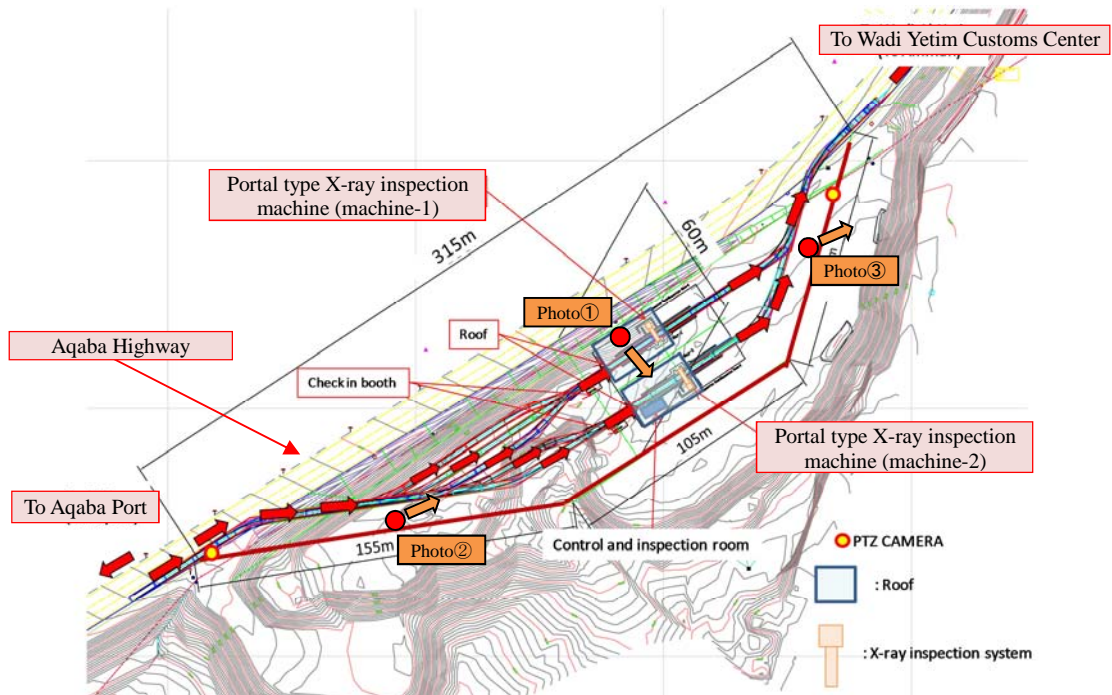 To Wadi Yetim Customs Center
Portal type X-ray inspection
machine (machine-1)
315m
60m
Photo③
Photo①
Roof
Aqaba Highway
Check in booth
Portal type X-ray inspection
machine (machine-2)
105m
To Aqaba Port
155m
Photo②
Control and inspection room
PTZ CAMERA
: Roof
: X-ray inspection system